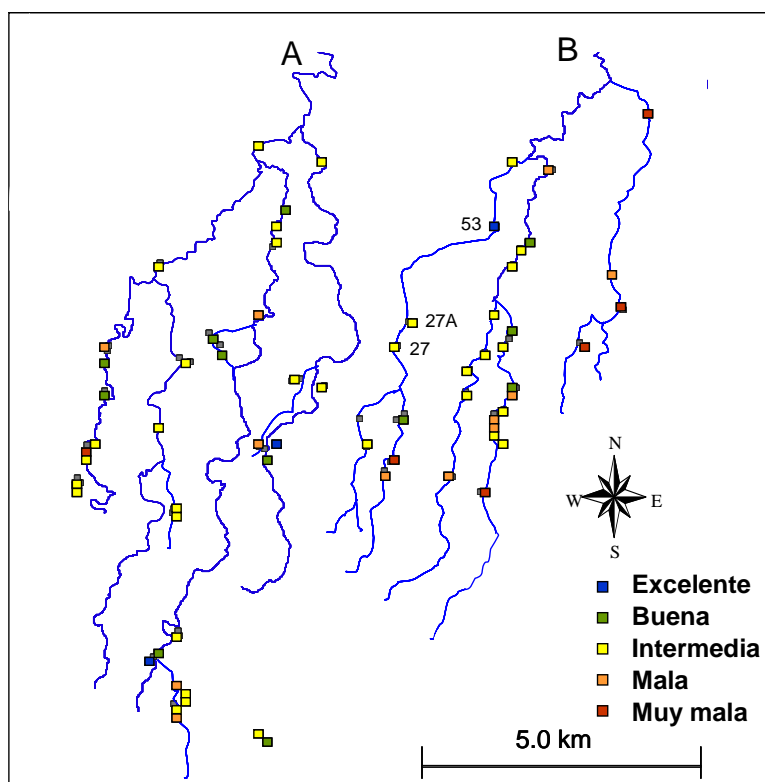 A
B
53
27A
27
N
W
E
S
Excelente
Buena
Intermedia
Mala
Muy mala
5.0 km